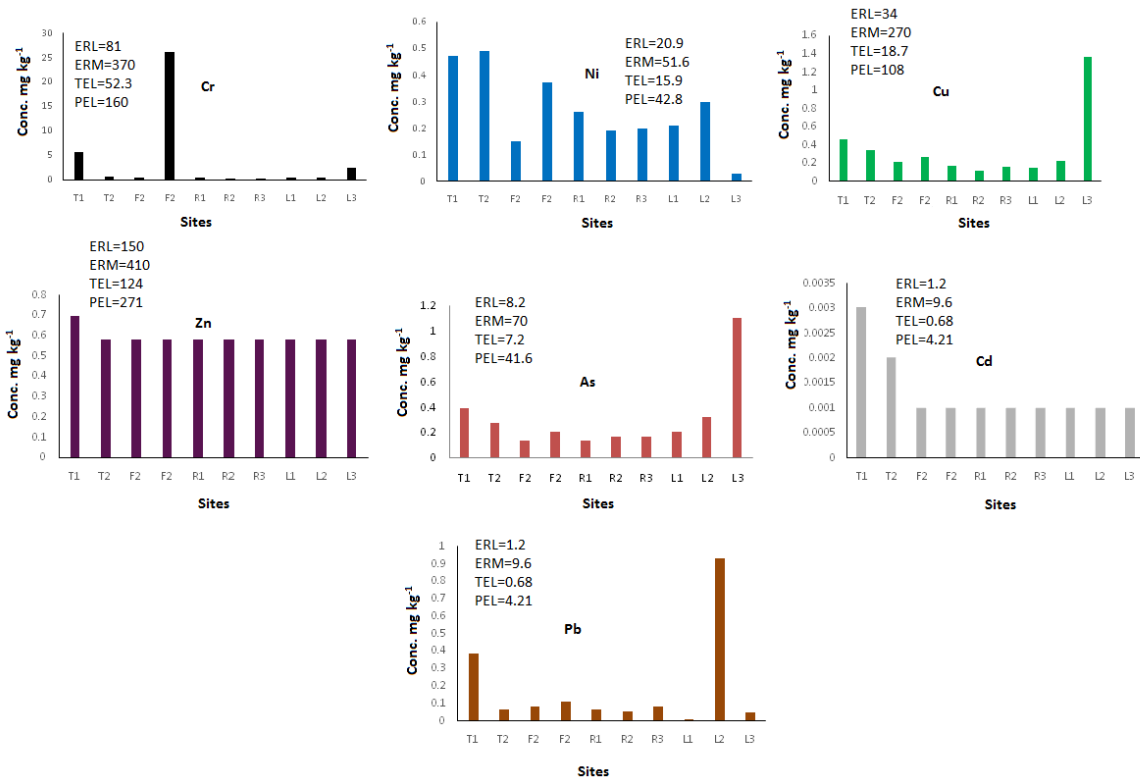 ERL=81
ERM=370
TEL=52.3
PEL=160
Cr
Conc. mg kg-1
30
25
20
15
10
5
0
T1 T2 F2 F2 R1 R2 R3 L1 L2 L3
Sites
ERL=20.9
ERM=51.6
TEL=15.9
PEL=42.8
Ni
Conc. mg kg-1
0.6
0.5
0.4
0.3
0.2
0.1
0
T1 T2 F2 F2 R1 R2 R3 L1 L2 L3
Sites
ERL=34
ERM=270
TEL=18.7
PEL=108
Cu
Conc. mg kg-1
1.6
1.4
1.2
1
0.8
0.6
0.4
0.2
0
T1 T2 F2 F2 R1 R2 R3 L1 L2 L3
Sites
ERL=150
ERM=410
TEL=124
PEL=271
Zn
Conc. mg kg-1
0.8
0.7
0.6
0.5
0.4
0.3
0.2
0.1
0
T1 T2 F2 F2 R1 R2 R3 L1 L2 L3
Sites
ERL=8.2
ERM=70
TEL=7.2
PEL=41.6
As
Conc. mg kg-1
1.2
1
0.8
0.6
0.4
0.2
0
T1 T2 F2 F2 R1 R2 R3 L1 L2 L3
Sites
ERL=1.2
ERM=9.6
TEL=0.68
PEL=4.21
Cd
Conc. mg kg-1
0.0035
0.003
0.0025
0.002
0.0015
0.001
0.0005
0
T1 T2 F2 F2 R1 R2 R3 L1 L2 L3
Sites
ERL=1.2
ERM=9.6
TEL=0.68
PEL=4.21
Pb
Conc. mg kg-1
1
0.9
0.8
0.7
0.6
0.5
0.4
0.3
0.2
0.1
0
T1 T2 F2 F2 R1 R2 R3 L1 L2 L3
Sites